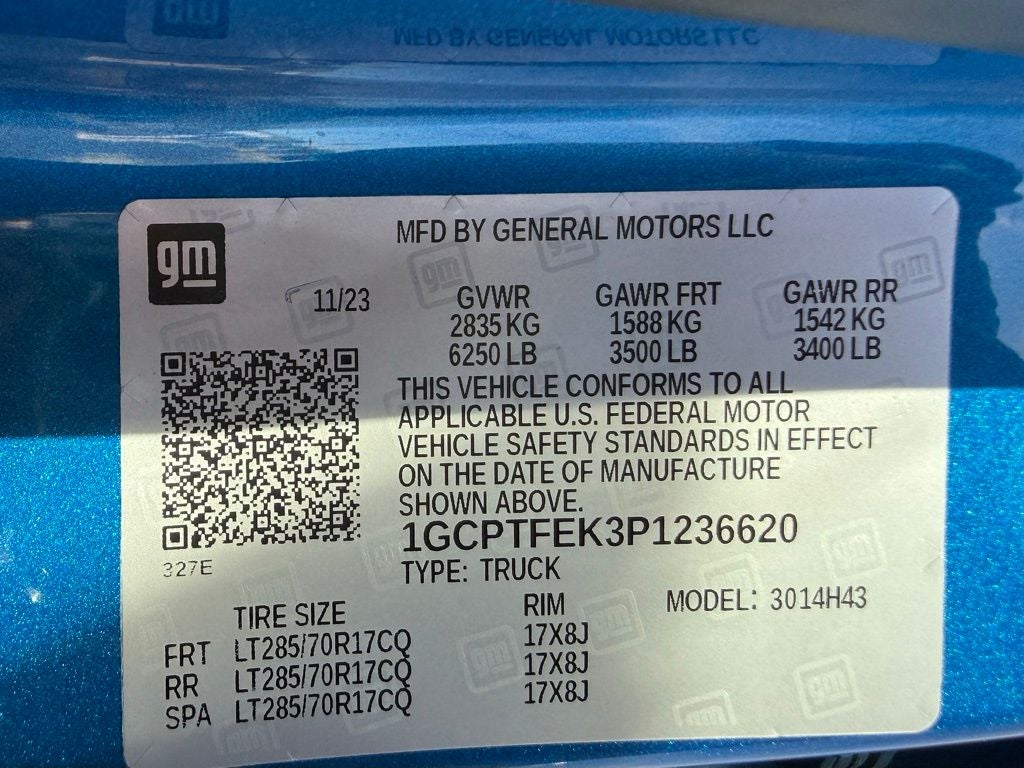 MFD BY GENERAL MOTORS LLC
gm
11/23
GVWR GAWR FRT GAWR RR
2835 KG 1588 KG 1542 KG
6250 LB 3500 LB 3400 LB
THIS VEHICLE CONFORMS TO ALL
APPLICABLE U.S. FEDERAL MOTOR
VEHICLE SAFETY STANDARDS IN EFFECT
ON THE DATE OF MANUFACTURE
SHOWN ABOVE.
1GCPTFEK3P1236620
327E
TYPE: TRUCK
MODEL: 3014H43
TIRE SIZE RIM
FRT LT285/70R17CQ 17X8J
RR LT285/70R17CQ 17X8J
SPA LT285/70R17CQ 17X8J